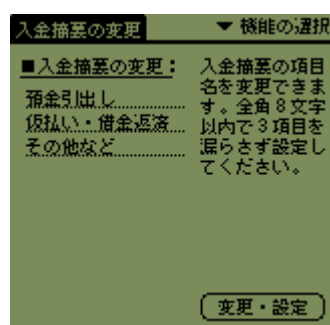 入金摘要の変更
▼ 機能の選択
■入金摘要の変更：
預金引出し
仮払い・借金返済
その他など
入金摘要の項目
名を変更できま
す。全角８文字
以内で３項目を
漏らさず設定し
てください。
変更・設定